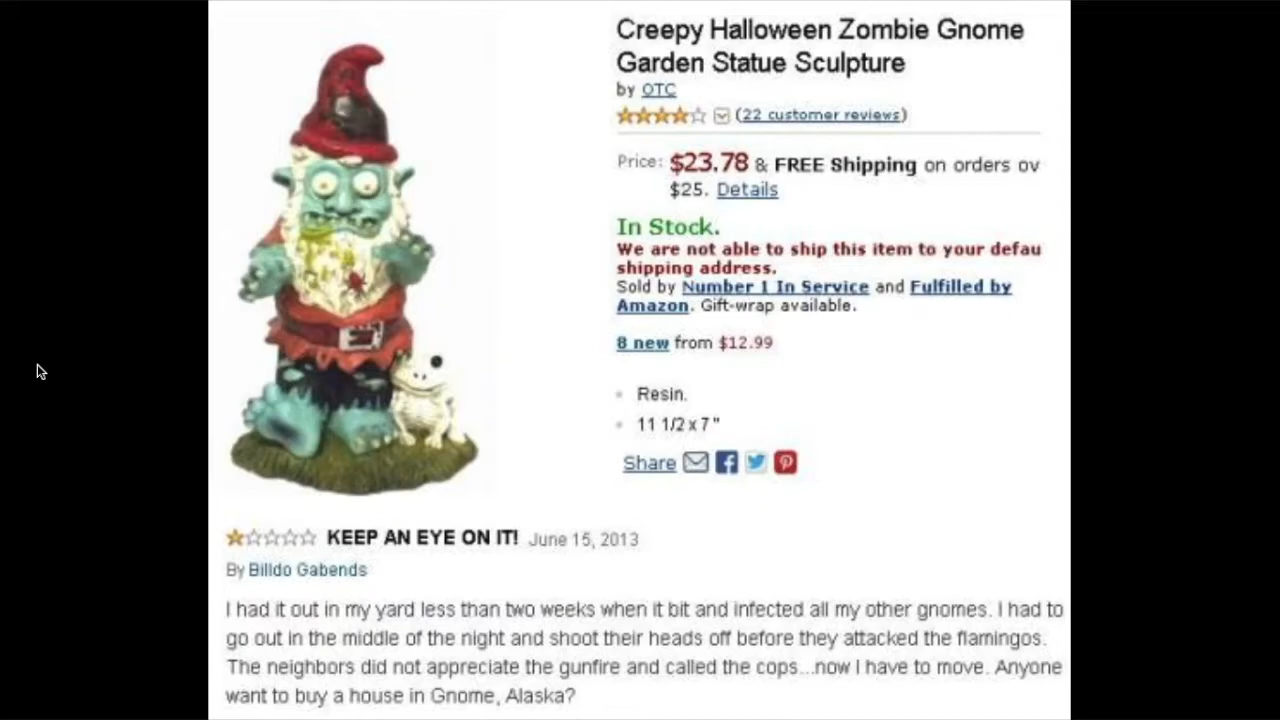 Creepy Halloween Zombie Gnome
Garden Statue Sculpture
by OTC
(22 customer reviews)
Price: $23.78 & FREE Shipping on orders ov
$25. Details
In Stock.
We are not able to ship this item to your defau
shipping address.
Sold by Number 1 In Service and Fulfilled by
Amazon. Gift-wrap available.
8 new from $12.99
Resin.
11 1/2 x 7"
Share
KEEP AN EYE ON IT! June 15, 2013
By Billdo Gabends
I had it out in my yard less than two weeks when it bit and infected all my other gnomes. I had to
go out in the middle of the night and shoot their heads off before they attacked the flamingos.
The neighbors did not appreciate the gunfire and called the cops...now I have to move. Anyone
want to buy a house in Gnome, Alaska?